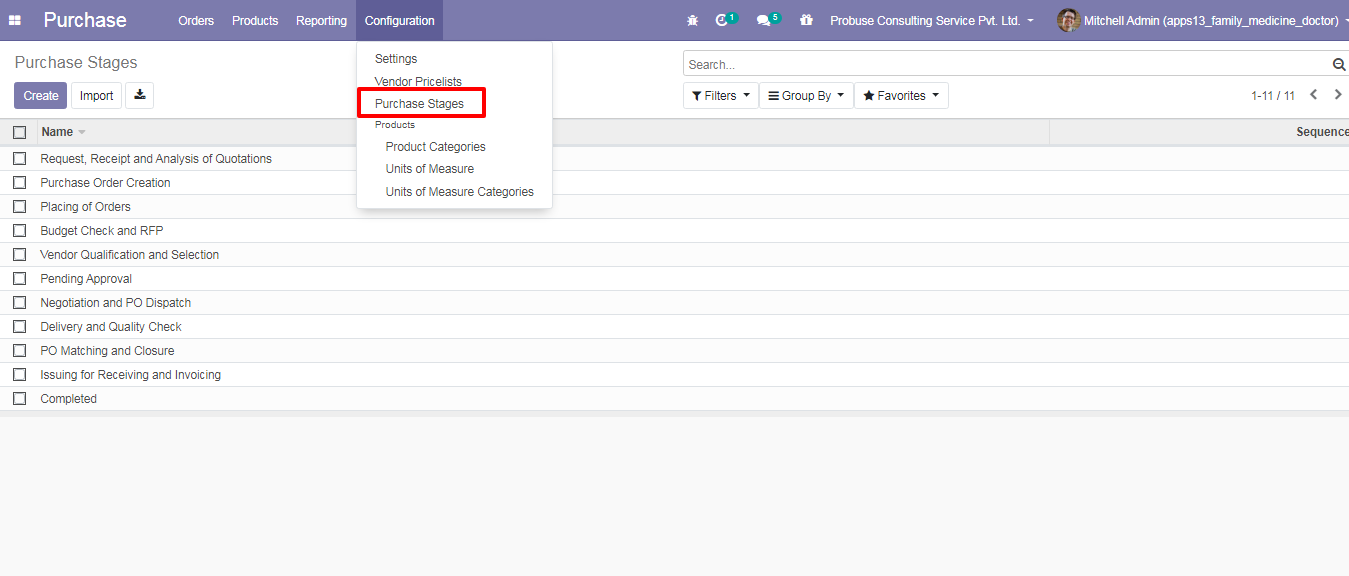 Purchase Orders Products Reporting Configuration 1 5 Probuse Consulting Service Pvt. Ltd. Mitchell Admin (apps13_family_medicine_doctor)
Purchase Stages
Search...
Create Import
Filters Group By Favorites 1-11 / 11
Settings
Vendor Pricelists
Purchase Stages
Products
Product Categories
Units of Measure
Units of Measure Categories
Name Sequence
Request, Receipt and Analysis of Quotations
Purchase Order Creation
Placing of Orders
Budget Check and RFP
Vendor Qualification and Selection
Pending Approval
Negotiation and PO Dispatch
Delivery and Quality Check
PO Matching and Closure
Issuing for Receiving and Invoicing
Completed